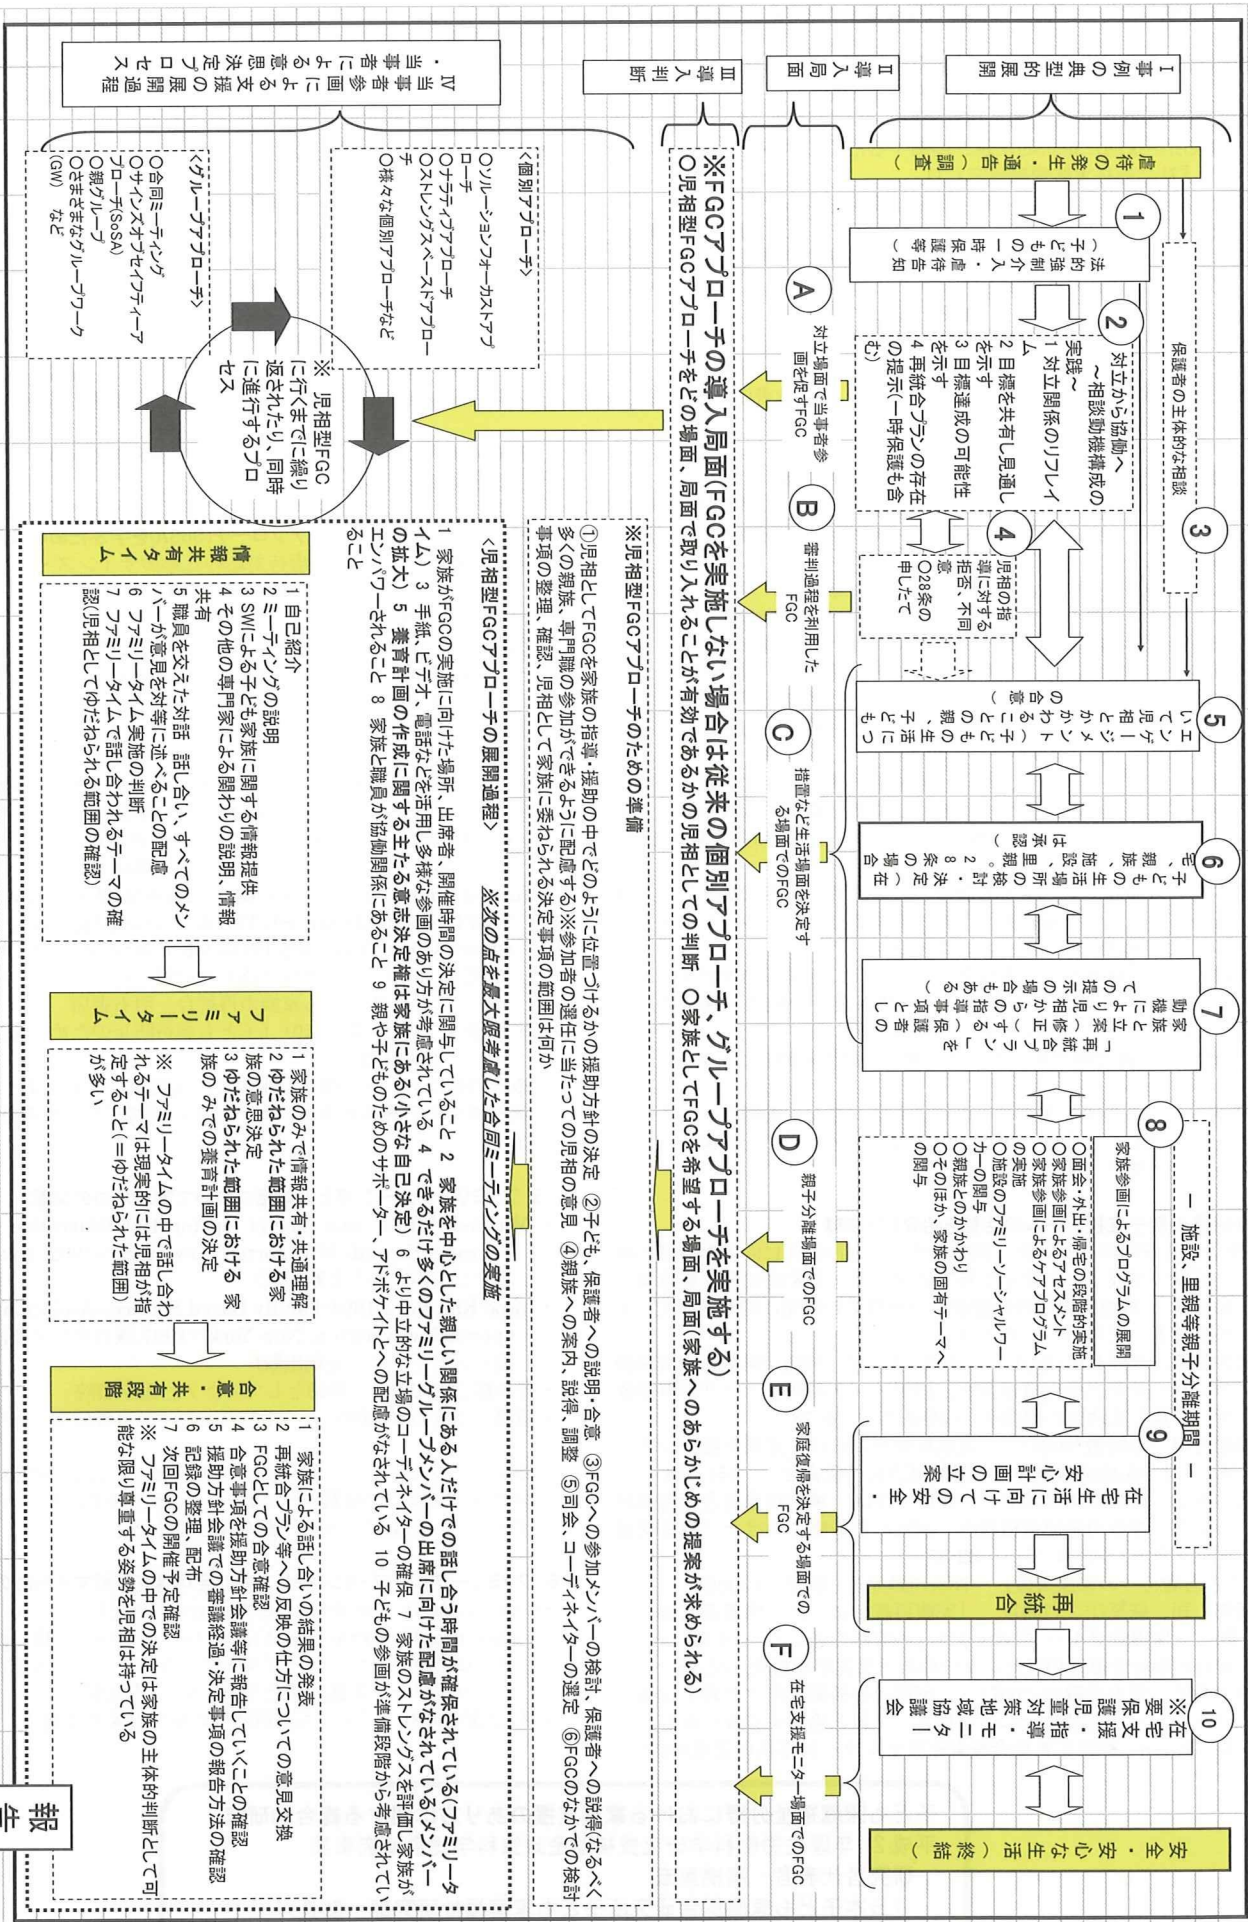 Ⅰ事例の典型的展開
虐待の発生・通告(調査)
1
法的強制介入・虐待告知
(子どもの一時保護等)
保護者の主体的な相談
3
2
対立から協働へ
~相談動機構成の
実践~
1 対立関係のリフレイ
ム
2 目標を共有し見通し
を示す
3 目標達成の可能性
を示す
4 再統合プランの存在
の提示(一時保護も含
む)
4
児相の指
導に対する
拒否、不同
意
○28条の
申したて
5
エンゲージメント(子どもの生活につ
いて児相とかかわることの親、子ども
の合意)
6
子どもの生活場所の検討・決定(在
宅、親族、施設、里親。28条の場合
は承認)
7
「再統合プラン」を
家族と立案(修正)する(保護者の
動機により児相からの指導事項とし
ての提示の場合もある)
― 施設、里親等親子分離期間 ―
8
家族参画によるプログラムの展開
○面会・外出・帰宅の段階的実施
○家族参画によるアセスメント
○家族参画によるケアプログラム
の実施
○施設のファミリーソーシャルワー
カーの関与
○親族とのかかわり
○そのほか、家族の固有テーマへ
の関与
9
在宅生活に向けての安全・
安心計画の立案
再統合
10
在宅支援・指導・モニター
※要保護児童対策地域協議会
安全・安心な生活(終結)
Ⅱ導入局面
A
対立場面で当事者参
画を促すFGC
B
審判過程を利用した
FGC
C
措置など生活場面を決定す
る場面でのFGC
D
親子分離場面でのFGC
E
家庭復帰を決定する場面での
FGC
F
在宅支援モニター場面でのFGC
Ⅲ導入判断
※FGCアプローチの導入局面(FGCを実施しない場合は従来の個別アプローチ、グループアプローチを実施する)
○児相型FGCアプローチをどの場面、局面で取り入れることが有効であるかの児相としての判断 ○家族としてFGCを希望する場面、局面(家族へのあらかじめの提案が求められる)
Ⅳ当事者参画による支援の展開過程
・当事者による意思決定プロセス
<個別アプローチ>
○ソルーションフォーカストアプ
ローチ
○ナラティブアプローチ
○ストレングスベースドアプロー
チ
○様々な個別アプローチなど
<グループアプローチ>
○合同ミーティング
○サインズオブセイフティーア
プローチ(SoSA)
○親グループ
○さまざまなグループワーク
(GW) など
※ 児相型FGC
に行くまでに繰り
返されたり、同時
に進行するプロ
セス
※児相型FGCアプローチのための準備
①児相としてFGCを家族の指導・援助の中でどのように位置づけるかの援助方針の決定 ②子ども、保護者への説明・合意 ③FGCへの参加メンバーの検討、保護者への説得(なるべく
多くの親族、専門職の参加ができるように配慮する)※参加者の選任に当たっての児相の意見 ④親族への案内、説得、調整 ⑤司会、コーディネイターの選定 ⑥FGCのなかでの検討
事項の整理、確認、児相として家族に委ねられる決定事項の範囲は何か
<児相型FGCアプローチの展開過程> ※次の点を最大限考慮した合同ミーティングの実施
1 家族がFGCの実施に向けた場所、出席者、開催時間の決定に関与していること 2 家族を中心とした親しい関係にある人だけでの話し合う時間が確保されている(ファミリータ
イム) 3 手紙、ビデオ、電話などを活用し多様な参画のあり方が考慮されている 4 できるだけ多くのファミリーグループメンバーの出席に向けた配慮がなされている(メンバー
の拡大) 5 養育計画の作成に関する主たる意志決定権は家族にある(小さな自己決定) 6 より中立的な立場のコーディネイターの確保 7 家族のストレングスを評価し家族が
エンパワーされること 8 家族と職員が協働関係にあること 9 親や子どものためのサポーター、アドボケイトとへの配慮がなされている 10 子どもの参画が準備段階から考慮されてい
ること
情報共有タイム
1 自己紹介
2 ミーティングの説明
3 SWによる子ども家族に関する情報提供
4 その他の専門家による関わりの説明、情報
共有
5 職員を交えた対話 話し合い、すべてのメン
バーが意見を対等に述べることの配慮
6 ファミリータイム実施の判断
7 ファミリータイムで話し合われるテーマの確
認(児相としてゆだねられる範囲の確認)
ファミリータイム
1 家族のみで情報共有・共通理解
2 ゆだねられた範囲における家
族の意思決定
3 ゆだねられた範囲における 家
族の みでの養育計画の決定
※ ファミリータイムの中で話し合わ
れるテーマは現実的には児相が指
定すること(=ゆだねられた範囲)
が多い
合意・共有段階
1 家族による話し合いの結果の発表
2 再統合プラン等への反映の仕方についての意見交換
3 FGCとしての合意確認
4 合意事項を援助方針会議等に報告していくことの確認
5 援助方針会議での審議経過・決定事項の報告方法の確認
6 記録の整理、配布
7 次回FGCの開催予定確認
※ ファミリータイムの中での決定は家族の主体的判断として可
能な限り尊重する姿勢を児相は持っている
報告